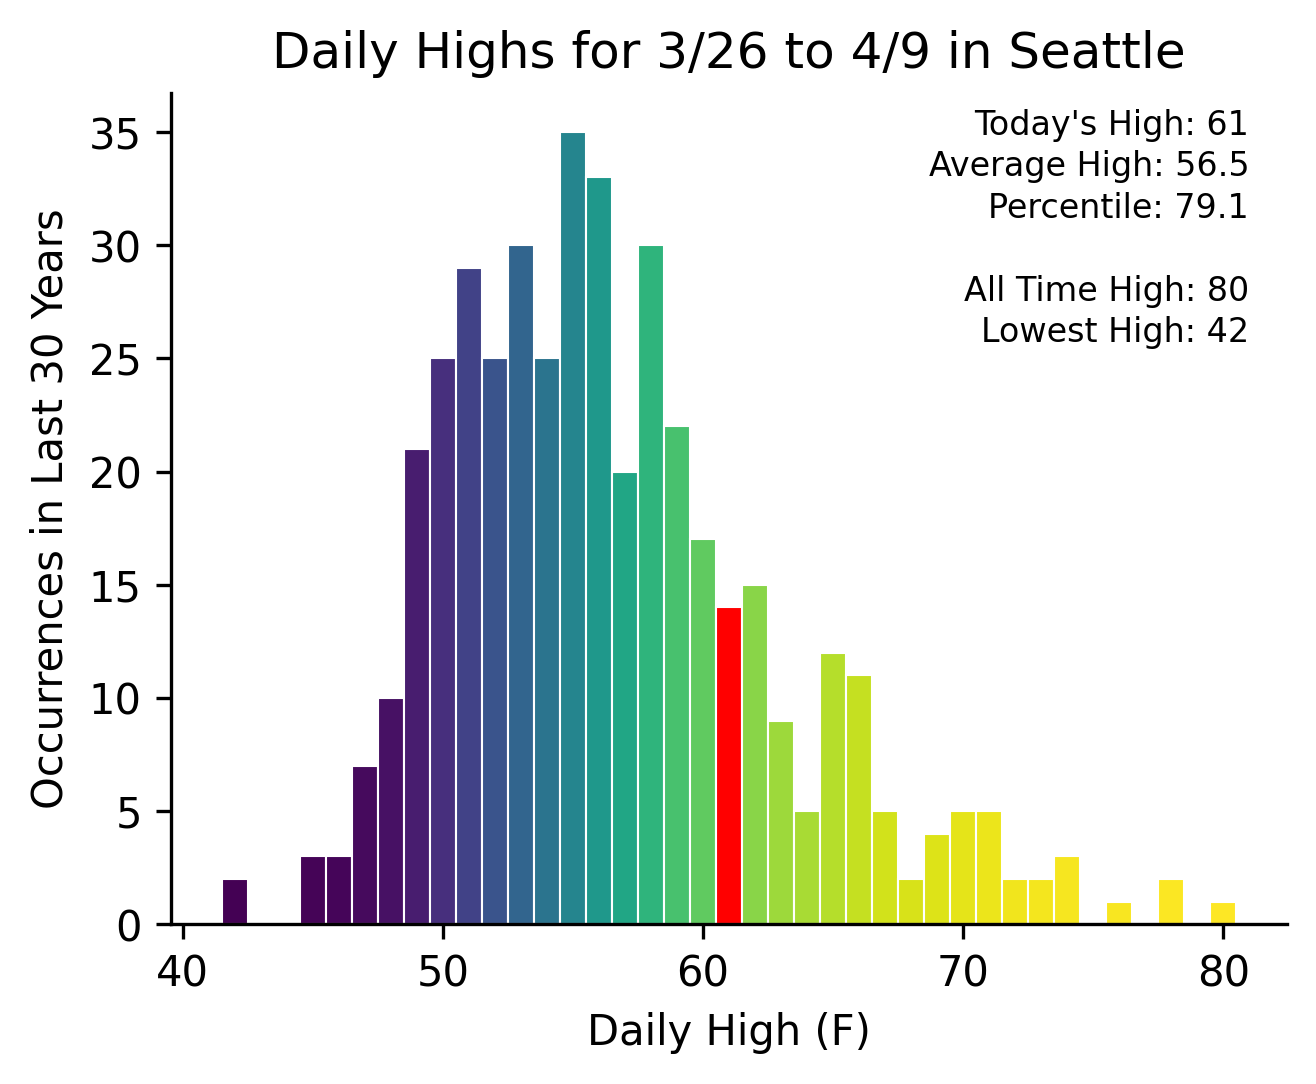 Daily Highs for 3/26 to 4/9 in Seattle
Today's High: 61
Average High: 56.5
Percentile: 79.1
All Time High: 80
Lowest High: 42
Occurrences in Last 30 Years
35
30
25
20
15
10
5
0
40 50 60 70 80
Daily High (F)